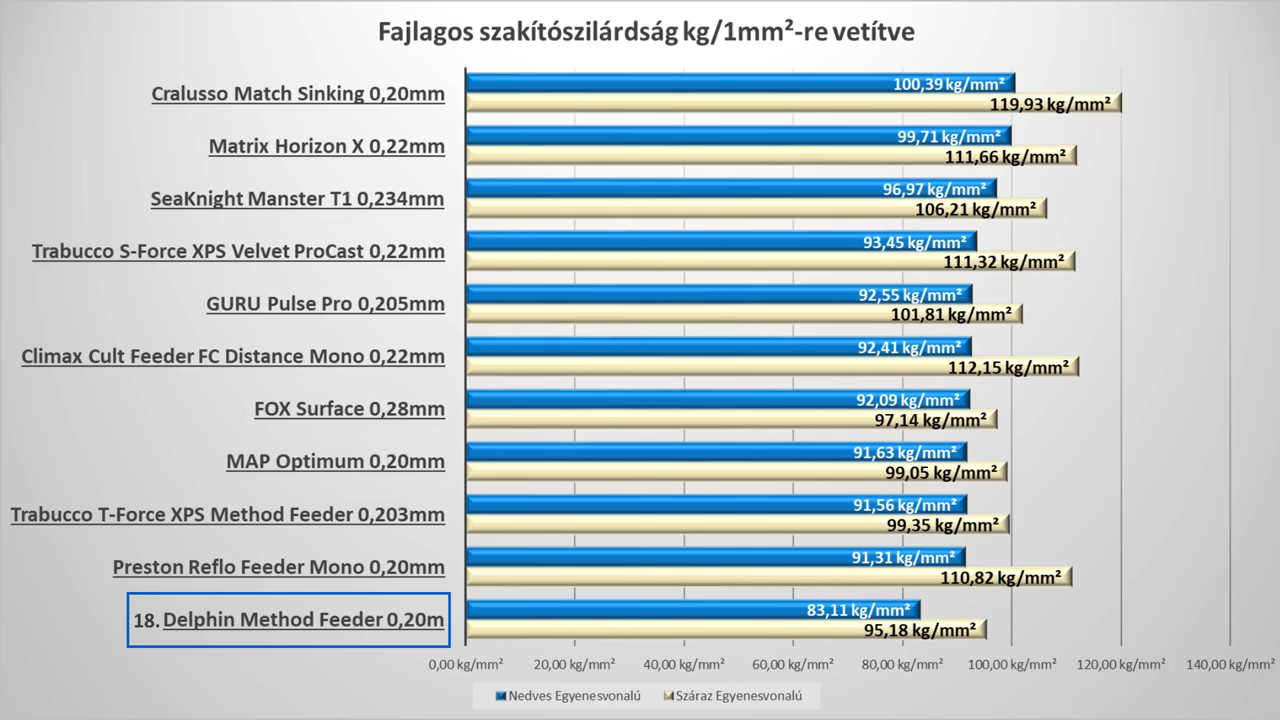 Fajlagos szakítószilárdság kg/1mm²-re vetítve
Cralusso Match Sinking 0,20mm
100,39 kg/mm²
119,93 kg/mm²
Matrix Horizon X 0,22mm
99,71 kg/mm²
111,66 kg/mm²
SeaKnight Manster T1 0,234mm
96,97 kg/mm²
106,21 kg/mm²
Trabucco S-Force XPS Velvet ProCast 0,22mm
93,45 kg/mm²
111,32 kg/mm²
GURU Pulse Pro 0,205mm
92,55 kg/mm²
101,81 kg/mm²
Climax Cult Feeder FC Distance Mono 0,22mm
92,41 kg/mm²
112,15 kg/mm²
FOX Surface 0,28mm
92,09 kg/mm²
97,14 kg/mm²
MAP Optimum 0,20mm
91,63 kg/mm²
99,05 kg/mm²
Trabucco T-Force XPS Method Feeder 0,203mm
91,56 kg/mm²
99,35 kg/mm²
Preston Reflo Feeder Mono 0,20mm
91,31 kg/mm²
110,82 kg/mm²
18. Delphin Method Feeder 0,20m
83,11 kg/mm²
95,18 kg/mm²
0,00 kg/mm² 20,00 kg/mm² 40,00 kg/mm² 60,00 kg/mm² 80,00 kg/mm² 100,00 kg/mm² 120,00 kg/mm² 140,00 kg/mm²
Nedves Egyenesvonalú Száraz Egyenesvonalú